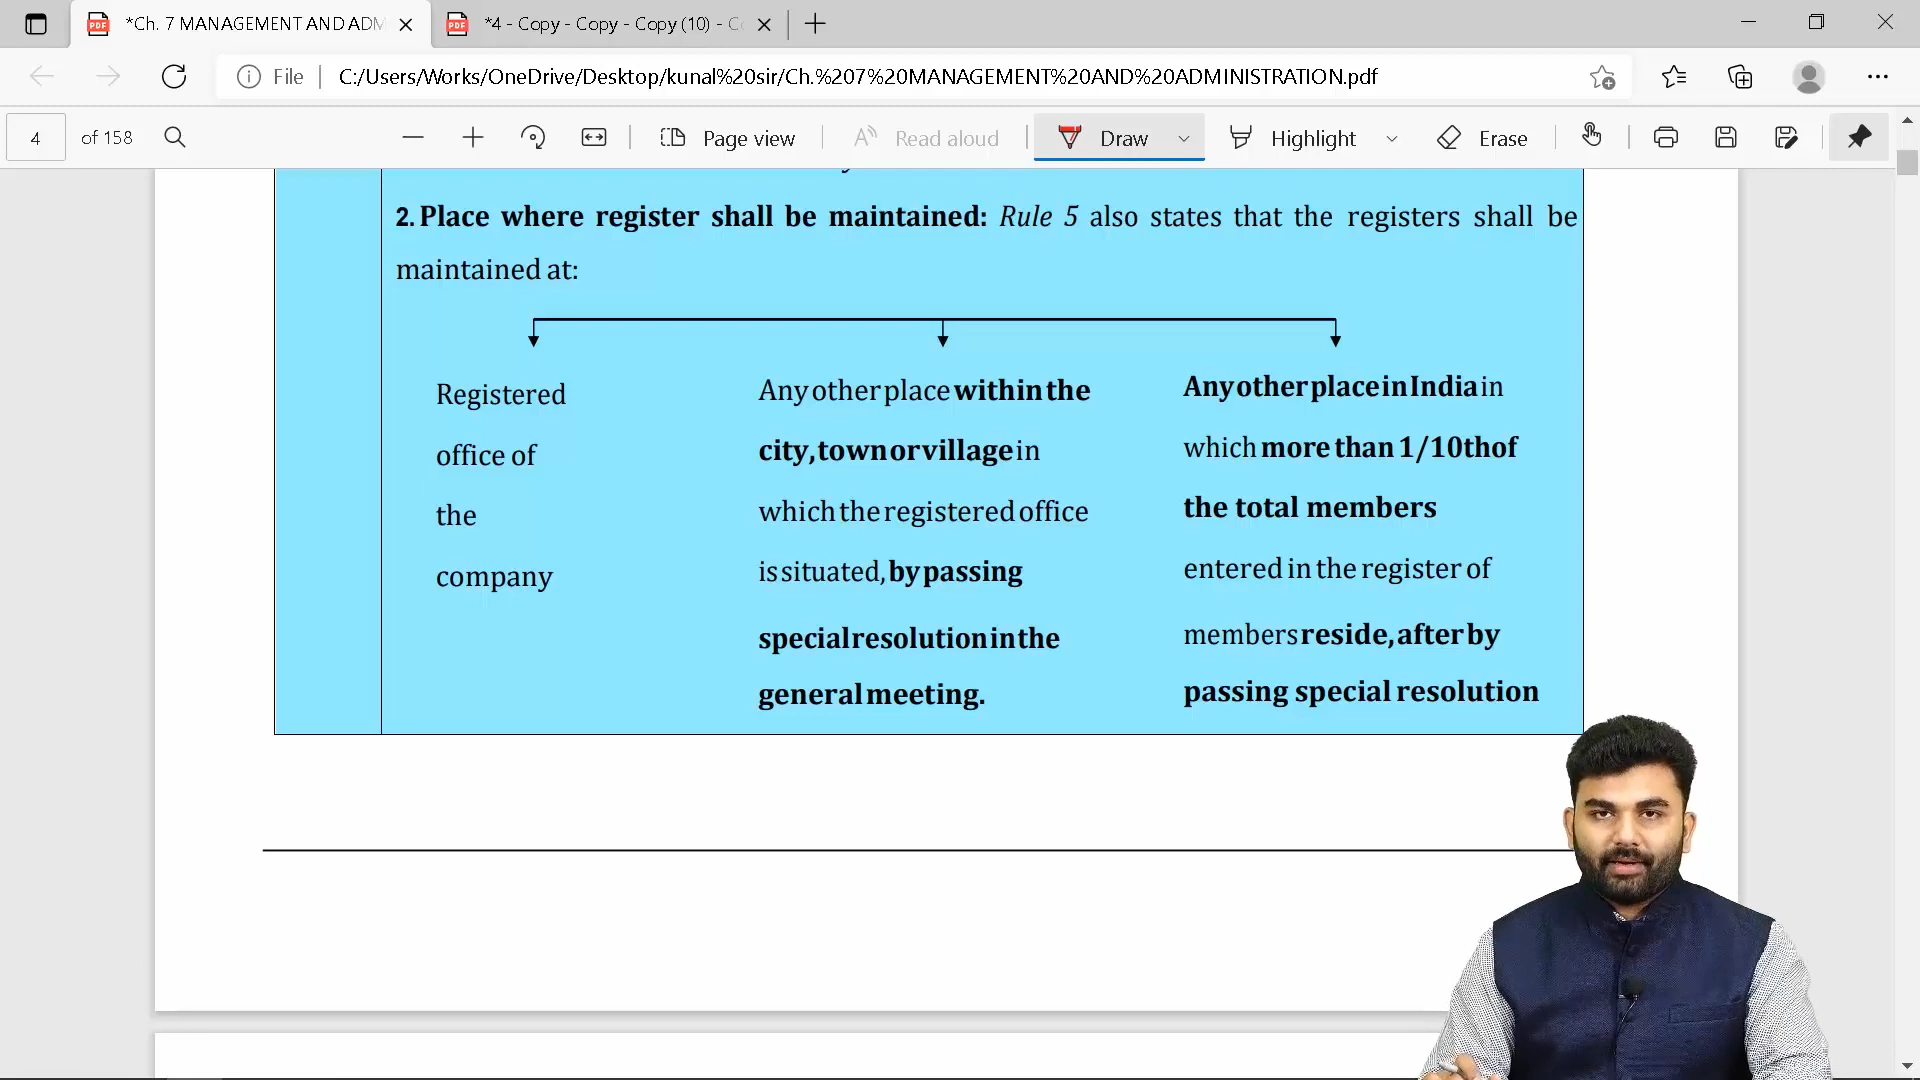 *Ch. 7 MANAGEMENT AND ADM
*4 - Copy - Copy - Copy (10) - Co
File
C:/Users/Works/OneDrive/Desktop/kunal%20sir/Ch.%207%20MANAGEMENT%20AND%20ADMINISTRATION.pdf
4 of 158
Page view
Read aloud
Draw
Highlight
Erase
2. Place where register shall be maintained: Rule 5 also states that the registers shall be
maintained at:
Registered
office of
the
company
Any other place within the
city, town or village in
which the registered office
is situated, by passing
special resolution in the
general meeting.
Any other place in India in
which more than 1/10th of
the total members
entered in the register of
members reside, after by
passing special resolution